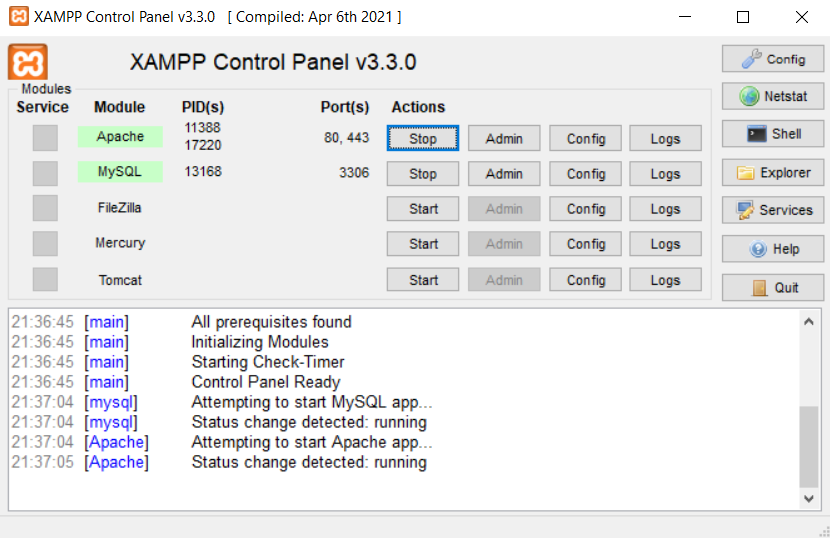 XAMPP Control Panel v3.3.0 [ Compiled: Apr 6th 2021 ]
XAMPP Control Panel v3.3.0
Config
Modules
Service Module PID(s) Port(s) Actions
Netstat
Apache 11388 17220 80, 443 Stop Admin Config Logs
Shell
MySQL 13168 3306 Stop Admin Config Logs
Explorer
FileZilla Start Admin Config Logs
Services
Mercury Start Admin Config Logs
Help
Tomcat Start Admin Config Logs
Quit
21:36:45 [main] All prerequisites found
21:36:45 [main] Initializing Modules
21:36:45 [main] Starting Check-Timer
21:36:45 [main] Control Panel Ready
21:37:04 [mysql] Attempting to start MySQL app...
21:37:04 [mysql] Status change detected: running
21:37:04 [Apache] Attempting to start Apache app...
21:37:05 [Apache] Status change detected: running